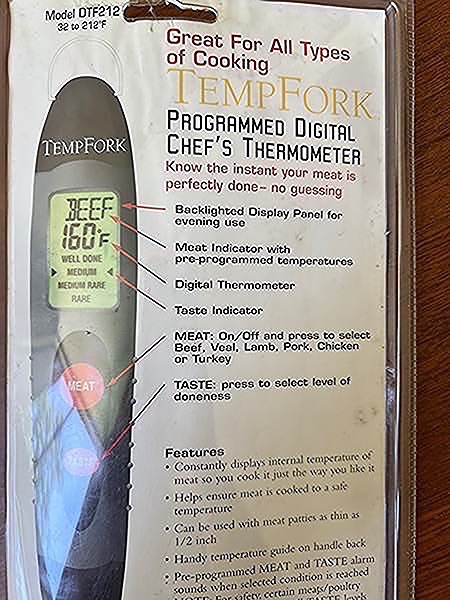 Model DTF212
32 to 212°F
Great For All Types
of Cooking
TEMPFORK
PROGRAMMED DIGITAL
CHEF'S THERMOMETER
Know the instant your meat is
perfectly done– no guessing
TEMPFORK
BEEF
160°F
WELL DONE
MEDIUM
MEDIUM RARE
RARE
MEAT
TASTE
Backlighted Display Panel for
evening use
Meat Indicator with
pre-programmed temperatures
Digital Thermometer
Taste Indicator
MEAT: On/Off and press to select
Beef, Veal, Lamb, Pork, Chicken
or Turkey
TASTE: press to select level of
doneness
Features
• Constantly displays internal temperature of
meat so you cook it just the way you like it
• Helps ensure meat is cooked to a safe
temperature
• Can be used with meat patties as thin as
1/2 inch
• Handy temperature guide on handle back
• Pre-programmed MEAT and TASTE alarm
sounds when selected condition is reached
NOTE: For safety, certain meats/poultry